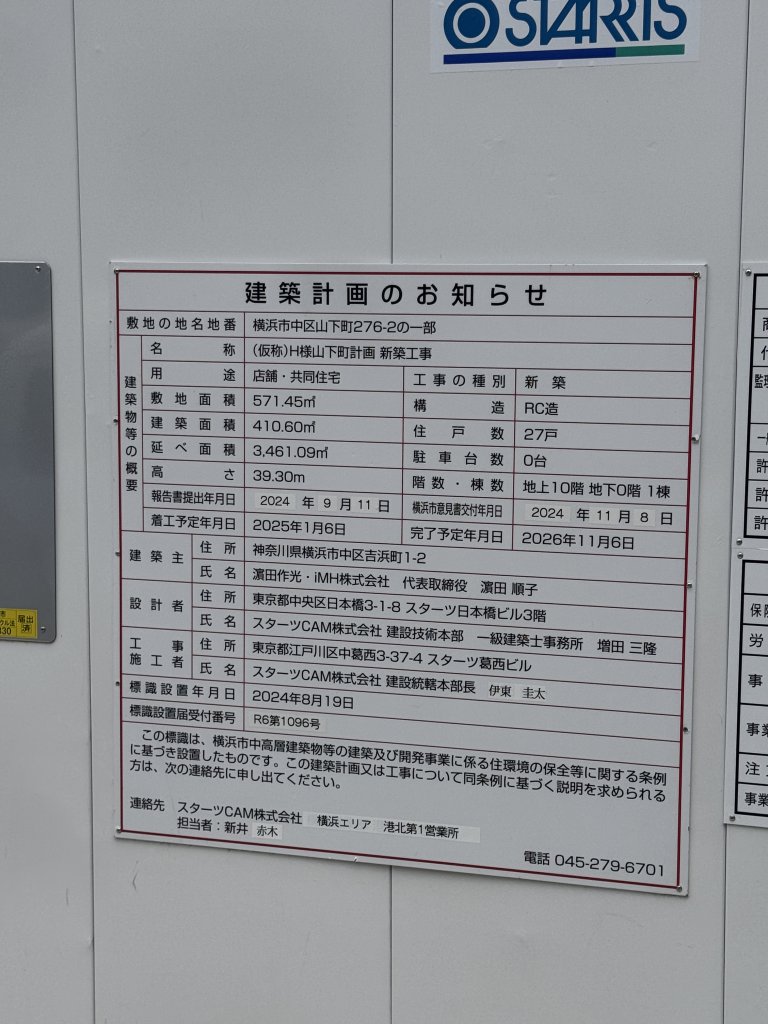 STARTS
建築計画のお知らせ
敷地の地名地番 横浜市中区山下町276-2の一部
建築物等の概要
名称 (仮称)H様山下町計画 新築工事
用途 店舗・共同住宅 工事の種別 新築
敷地面積 571.45㎡ 構造 RC造
建築面積 410.60㎡ 住戸数 27戸
延べ面積 3,461.09㎡ 駐車台数 0台
高さ 39.30m 階数・棟数 地上10階 地下0階 1棟
報告書提出年月日 2024 年 9 月 11 日 横浜市意見書交付年月日 2024 年 11 月 8 日
着工予定年月日 2025年1月6日 完了予定年月日 2026年11月6日
建築主 住所 神奈川県横浜市中区吉浜町1-2
氏名 濱田作光・iMH株式会社 代表取締役 濱田 順子
設計者 住所 東京都中央区日本橋3-1-8 スターツ日本橋ビル3階
氏名 スターツCAM株式会社 建設技術本部 一級建築士事務所 増田 三隆
工事施工者 住所 東京都江戸川区中葛西3-37-4 スターツ葛西ビル
氏名 スターツCAM株式会社 建設統轄本部長 伊東 圭太
標識設置年月日 2024年8月19日
標識設置届受付番号 R6第1096号
この標識は、横浜市中高層建築物等の建築及び開発事業に係る住環境の保全等に関する条例
に基づき設置したものです。この建築計画又は工事について同条例に基づく説明を求められる
方は、次の連絡先に申し出てください。
連絡先 スターツCAM株式会社 横浜エリア 港北第1営業所
担当者：新井 赤木
電話 045-279-6701
届出
済
監理
許
許
許
保険
労
事
事業
注
事業